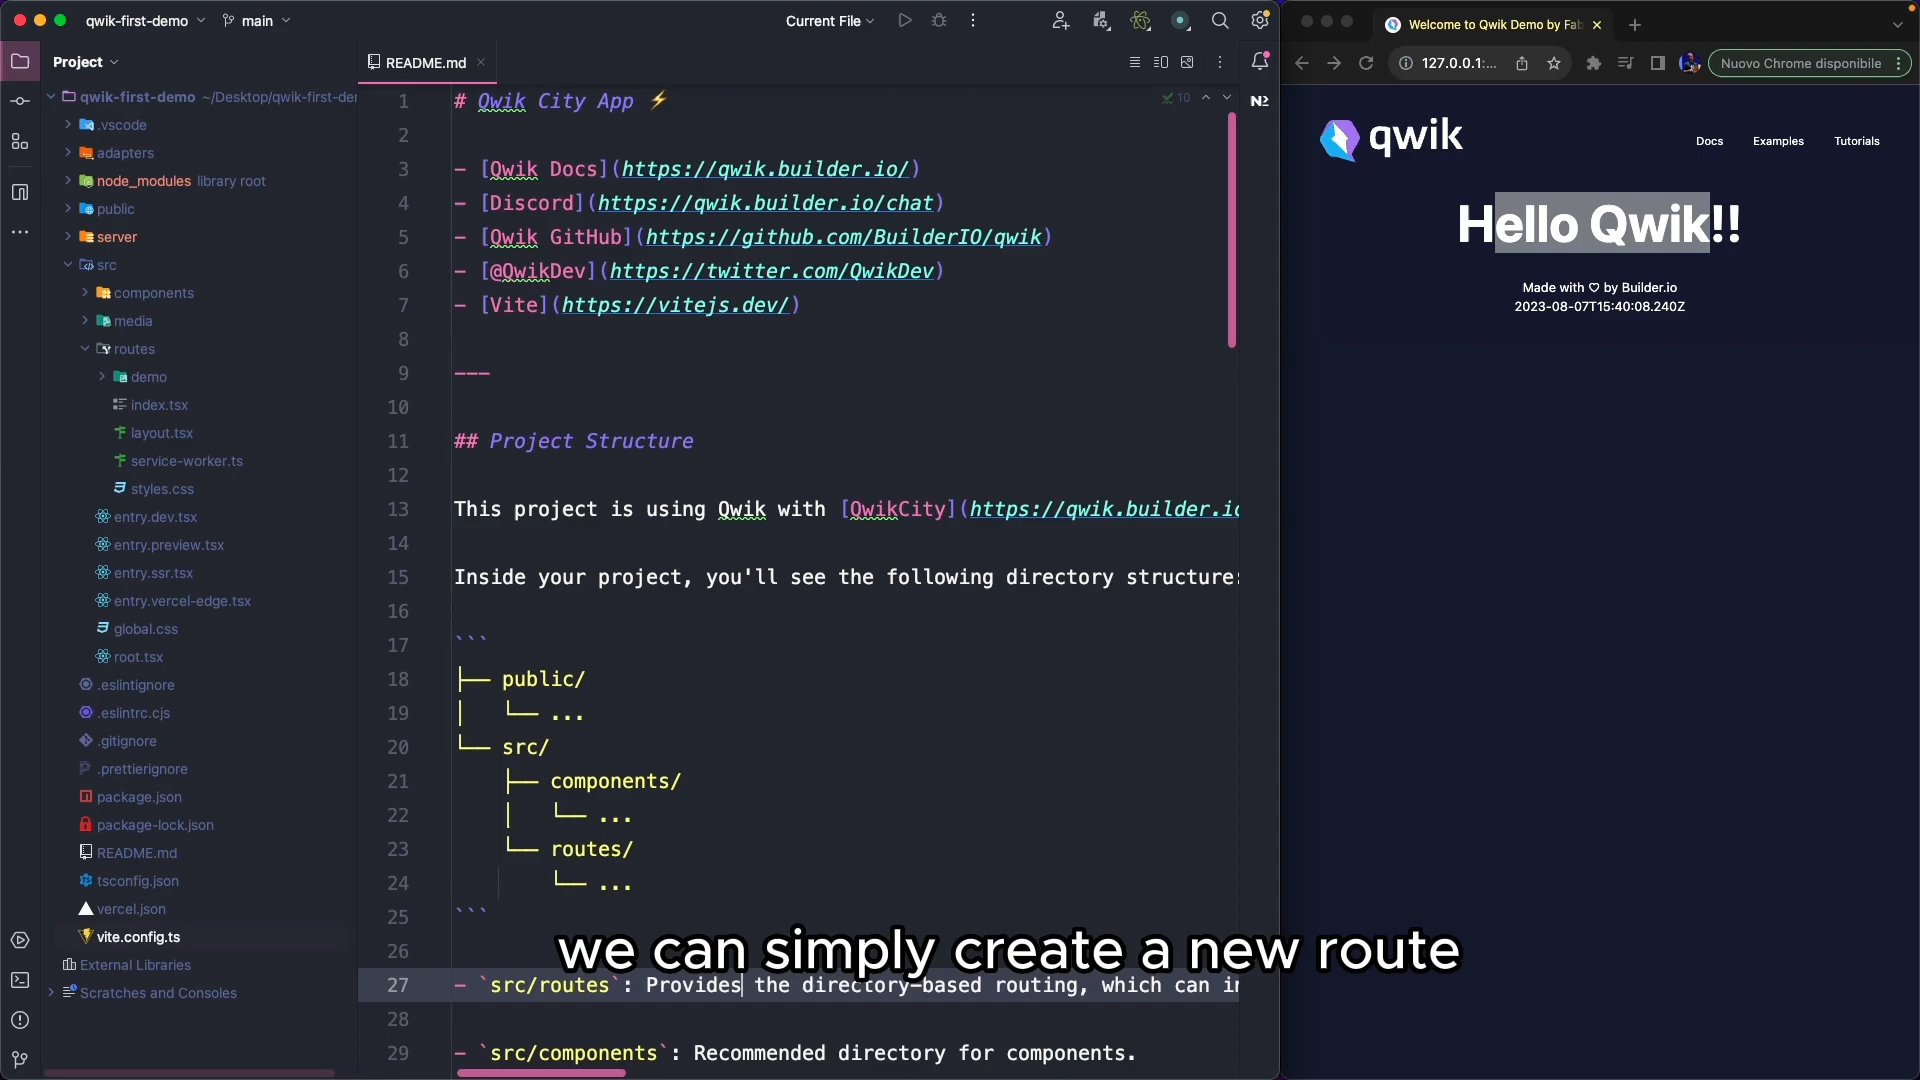 qwik-first-demo
main
Current File
Project
README.md
qwik-first-demo ~/Desktop/qwik-first-der
.vscode
adapters
node_modules library root
public
server
src
components
media
routes
demo
index.tsx
layout.tsx
service-worker.ts
styles.css
entry.dev.tsx
entry.preview.tsx
entry.ssr.tsx
entry.vercel-edge.tsx
global.css
root.tsx
.eslintignore
.eslintrc.cjs
.gitignore
.prettierignore
package.json
package-lock.json
README.md
tsconfig.json
vercel.json
vite.config.ts
External Libraries
Scratches and Consoles
10
1 # Qwik City App ⚡
2
3 - [Qwik Docs](https://qwik.builder.io/)
4 - [Discord](https://qwik.builder.io/chat)
5 - [Qwik GitHub](https://github.com/BuilderIO/qwik)
6 - [@QwikDev](https://twitter.com/QwikDev)
7 - [Vite](https://vitejs.dev/)
8
9 ---
10
11 ## Project Structure
12
13 This project is using Qwik with [QwikCity](https://qwik.builder.io
14
15 Inside your project, you'll see the following directory structure:
16
17 ```
18 ├── public/
19 │   └── ...
20 └── src/
21     ├── components/
22     │   └── ...
23     └── routes/
24         └── ...
25 ```
26
27 - `src/routes`: Provides the directory-based routing, which can in
28
29 - `src/components`: Recommended directory for components.
we can simply create a new route
Welcome to Qwik Demo by Fab
127.0.0.1:...
Nuovo Chrome disponibile
qwik
Docs
Examples
Tutorials
Hello Qwik!!
Made with ♡ by Builder.io
2023-08-07T15:40:08.240Z